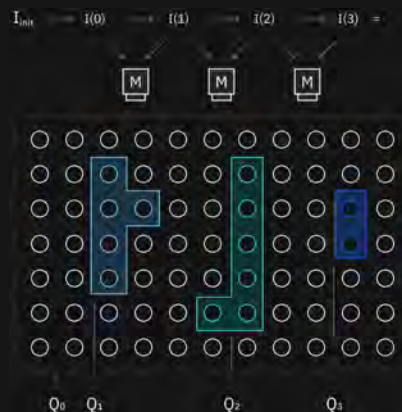 I_init I(0) I(1) I(2) I(3) =
M M M
Q₀ Q₁ Q₂ Q₃